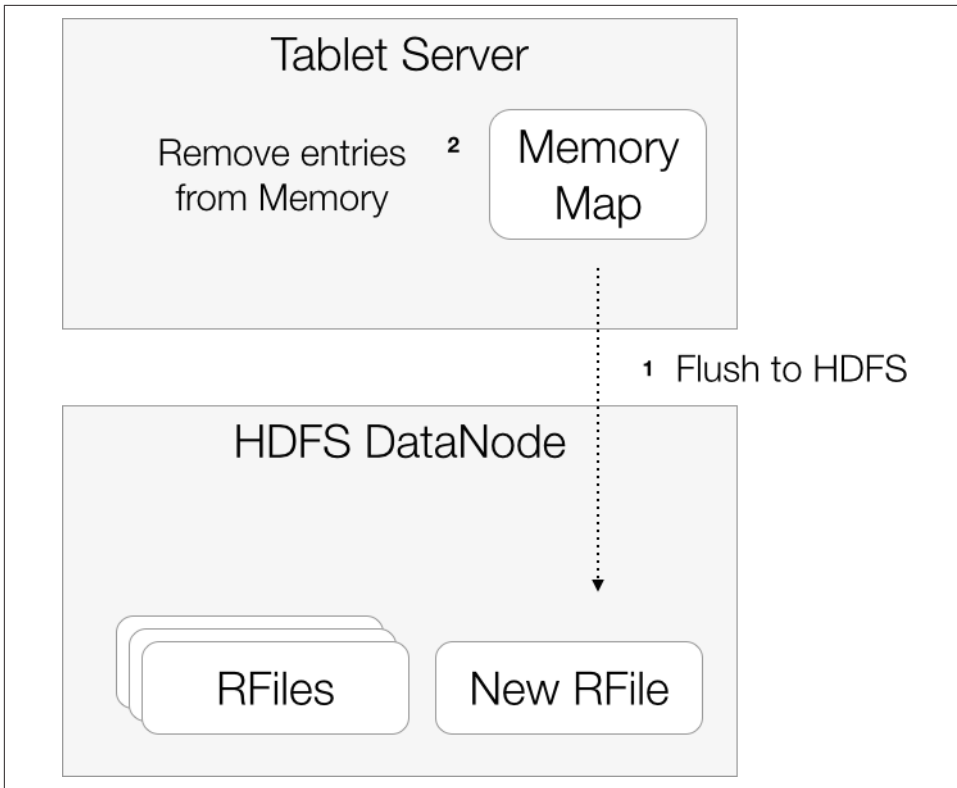 Tablet Server
Remove entries
from Memory
2
Memory
Map
1 Flush to HDFS
HDFS DataNode
RFiles
New RFile